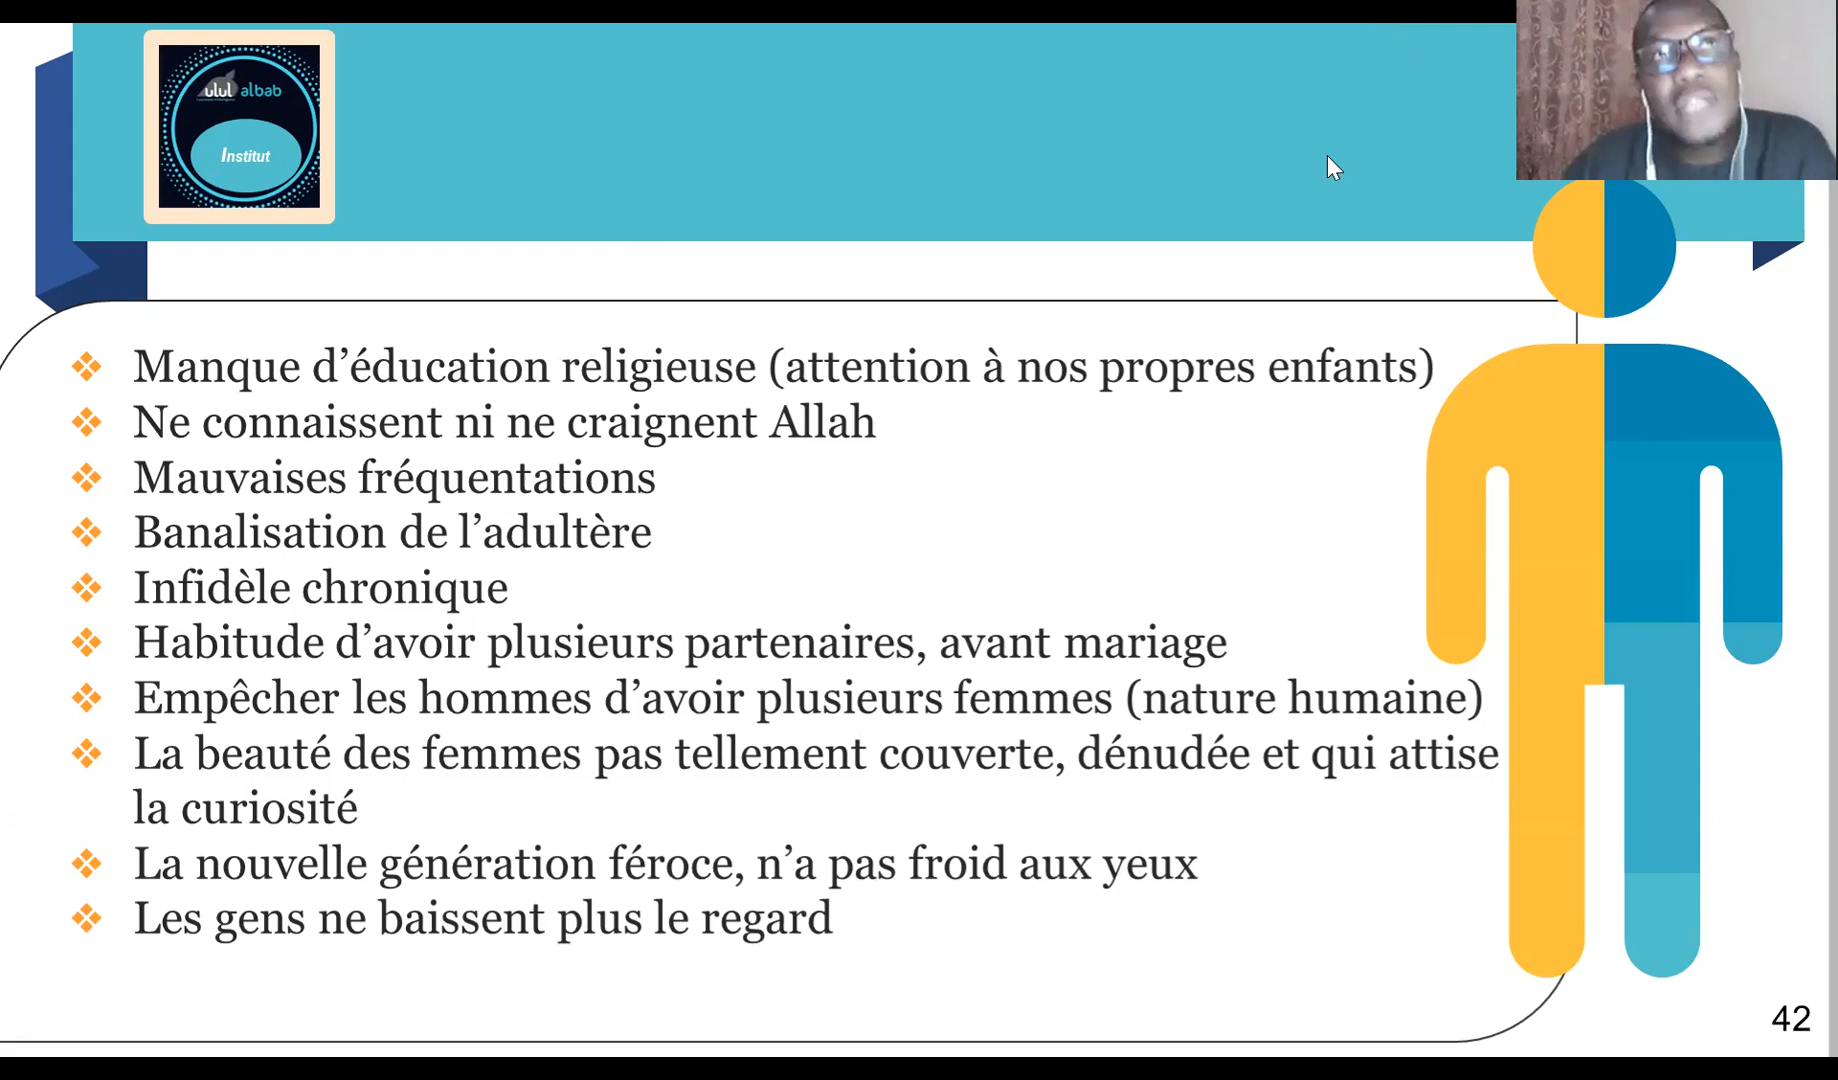 ulul albab
Institut
Manque d’éducation religieuse (attention à nos propres enfants)
Ne connaissent ni ne craignent Allah
Mauvaises fréquentations
Banalisation de l’adultère
Infidèle chronique
Habitude d’avoir plusieurs partenaires, avant mariage
Empêcher les hommes d’avoir plusieurs femmes (nature humaine)
La beauté des femmes pas tellement couverte, dénudée et qui attise
la curiosité
La nouvelle génération féroce, n’a pas froid aux yeux
Les gens ne baissent plus le regard
42